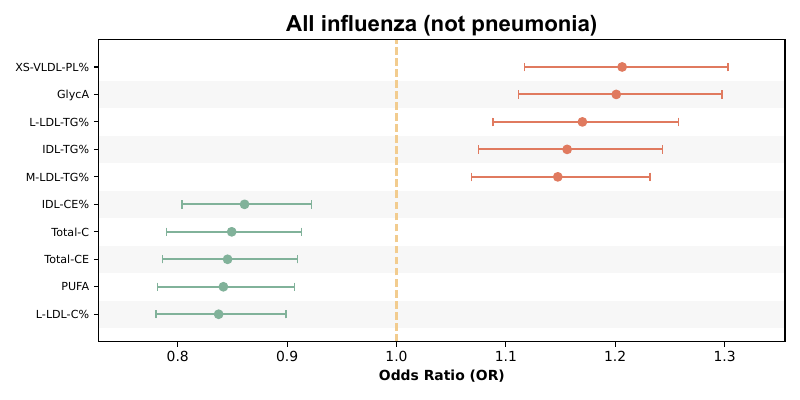 All influenza (not pneumonia)
XS-VLDL-PL%
GlycA
L-LDL-TG%
IDL-TG%
M-LDL-TG%
IDL-CE%
Total-C
Total-CE
PUFA
L-LDL-C%
0.8 0.9 1.0 1.1 1.2 1.3
Odds Ratio (OR)